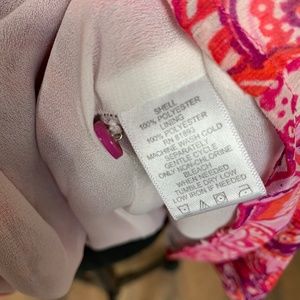 SHELL
100% POLYESTER
LINING
100% POLYESTER
RN #71893
MACHINE WASH COLD
SEPARATELY
GENTLE CYCLE
ONLY NON-CHLORINE
BLEACH
WHEN NEEDED
TUMBLE DRY LOW
LOW IRON IF NEEDED